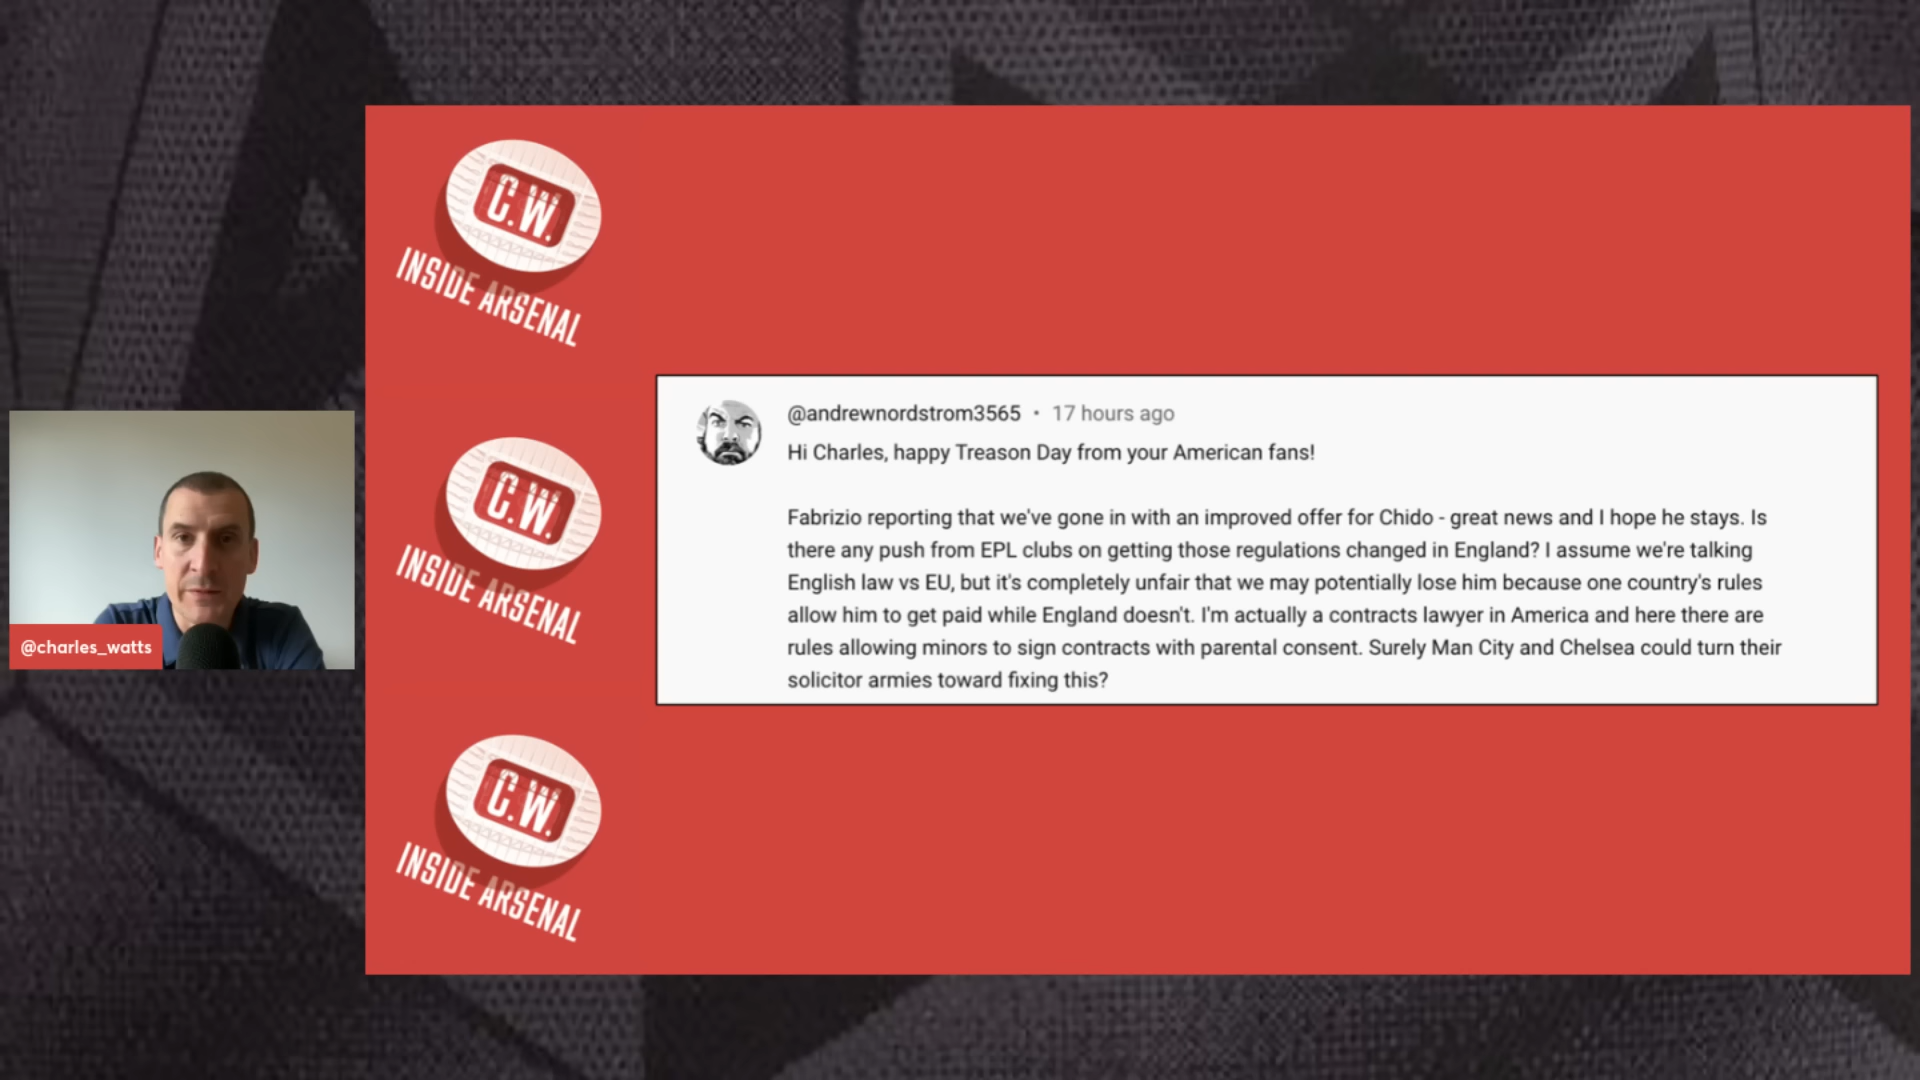 C.W.
INSIDE ARSENAL
C.W.
INSIDE ARSENAL
C.W.
INSIDE ARSENAL
@charles_watts
@andrewnordstrom3565 • 17 hours ago
Hi Charles, happy Treason Day from your American fans!
Fabrizio reporting that we've gone in with an improved offer for Chido - great news and I hope he stays. Is
there any push from EPL clubs on getting those regulations changed in England? I assume we're talking
English law vs EU, but it's completely unfair that we may potentially lose him because one country's rules
allow him to get paid while England doesn't. I'm actually a contracts lawyer in America and here there are
rules allowing minors to sign contracts with parental consent. Surely Man City and Chelsea could turn their
solicitor armies toward fixing this?